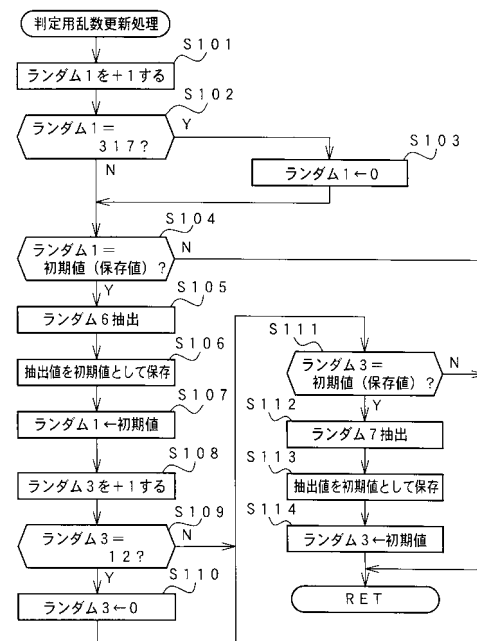 判定用乱数更新処理
S101
ランダム1を+1する
S102
ランダム1=
317?
Y
N
S103
ランダム1←0
S104
ランダム1=
初期値(保存値)?
N
Y
S105
ランダム6抽出
S106
抽出値を初期値として保存
S107
ランダム1←初期値
S108
ランダム3を+1する
S109
ランダム3=
12?
N
Y
S110
ランダム3←0
S111
ランダム3=
初期値(保存値)?
N
Y
S112
ランダム7抽出
S113
抽出値を初期値として保存
S114
ランダム3←初期値
RET